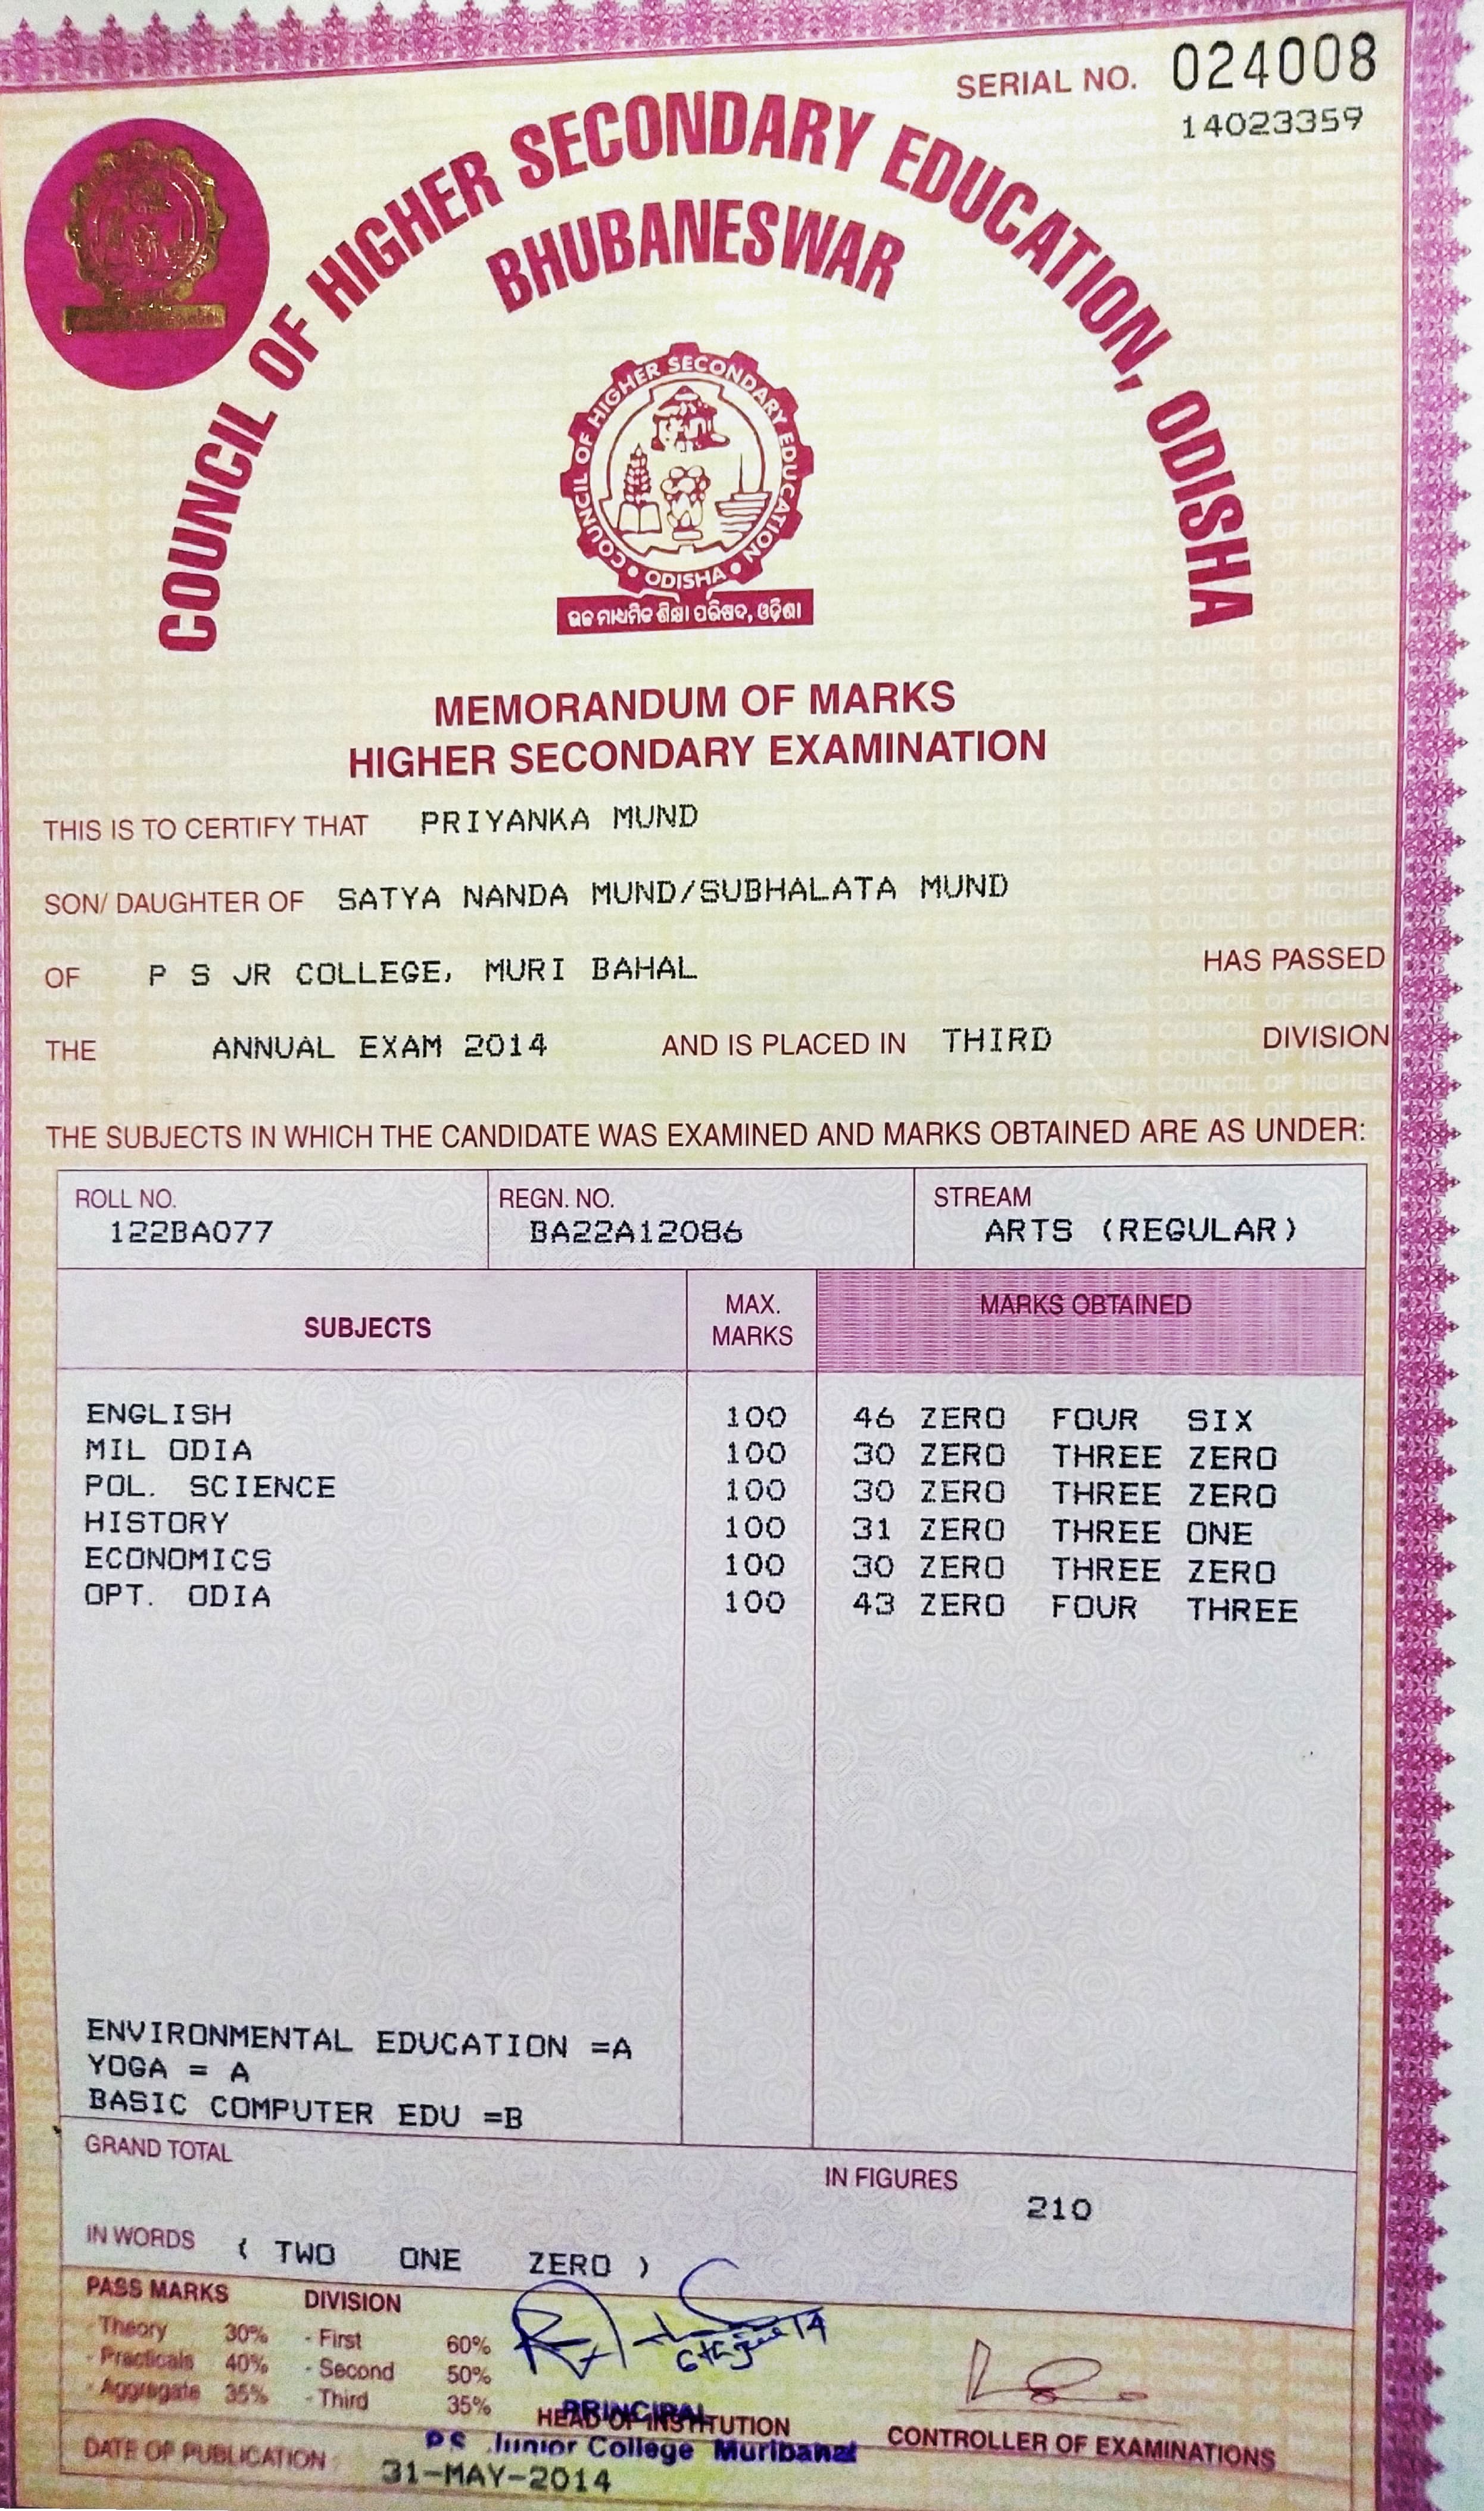 SERIAL NO. 024008
14023359
COUNCIL OF HIGHER SECONDARY EDUCATION, ODISHA
BHUBANESWAR
COUNCIL OF HIGHER SECONDARY EDUCATION • ODISHA •
ଉଚ୍ଚ ମାଧ୍ୟମିକ ଶିକ୍ଷା ପରିଷଦ, ଓଡ଼ିଶା
MEMORANDUM OF MARKS
HIGHER SECONDARY EXAMINATION
THIS IS TO CERTIFY THAT PRIYANKA MUND
SON/ DAUGHTER OF SATYA NANDA MUND/SUBHALATA MUND
OF P S JR COLLEGE, MURI BAHAL HAS PASSED
THE ANNUAL EXAM 2014 AND IS PLACED IN THIRD DIVISION
THE SUBJECTS IN WHICH THE CANDIDATE WAS EXAMINED AND MARKS OBTAINED ARE AS UNDER:
ROLL NO. REGN. NO. STREAM
122BA077 BA22A12086 ARTS (REGULAR)
SUBJECTS MAX. MARKS MARKS OBTAINED
ENGLISH 100 46 ZERO FOUR SIX
MIL ODIA 100 30 ZERO THREE ZERO
POL. SCIENCE 100 30 ZERO THREE ZERO
HISTORY 100 31 ZERO THREE ONE
ECONOMICS 100 30 ZERO THREE ZERO
OPT. ODIA 100 43 ZERO FOUR THREE
ENVIRONMENTAL EDUCATION =A
YOGA = A
BASIC COMPUTER EDU =B
GRAND TOTAL IN FIGURES 210
IN WORDS ( TWO ONE ZERO )
PASS MARKS DIVISION
- Theory 30% - First 60%
- Practicals 40% - Second 50%
- Aggregate 35% - Third 35%
6th June 14
PRINCIPAL
HEAD OF INSTITUTION CONTROLLER OF EXAMINATIONS
P.S. Junior College Muribahal
DATE OF PUBLICATION : 31-MAY-2014